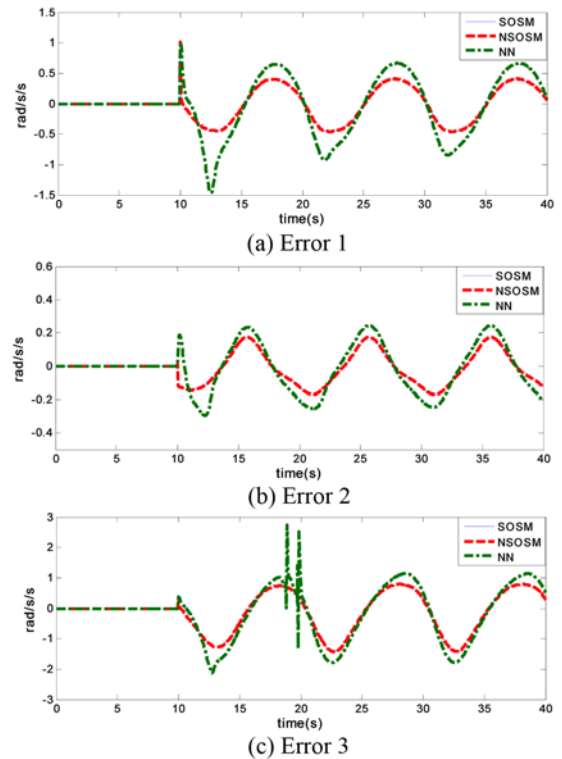 1.5
1
0.5
0
-0.5
-1
-1.5
rad/s/s
SOSM
NSOSM
NN
0 5 10 15 20 25 30 35 40
time(s)
(a) Error 1
0.6
0.4
0.2
0
-0.2
-0.4
rad/s/s
SOSM
NSOSM
NN
0 5 10 15 20 25 30 35 40
time(s)
(b) Error 2
3
2
1
0
-1
-2
-3
rad/s/s
SOSM
NSOSM
NN
0 5 10 15 20 25 30 35 40
time(s)
(c) Error 3